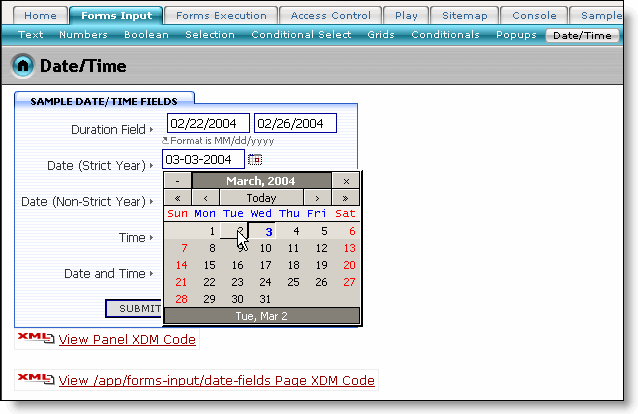 Home Forms Input Forms Execution Access Control Play Sitemap Console Sample
Text Numbers Boolean Selection Conditional Select Grids Conditionals Popups Date/Time
Date/Time
SAMPLE DATE/TIME FIELDS
Duration Field 02/22/2004 02/26/2004
Format is MM/dd/yyyy
Date (Strict Year) 03-03-2004
- March, 2004 ×
« ‹ Today › »
Sun Mon Tue Wed Thu Fri Sat
1 2 3 4 5 6
7 8 9 10 11 12 13
14 15 16 17 18 19 20
21 22 23 24 25 26 27
28 29 30 31
Tue, Mar 2
Date (Non-Strict Year)
Time
Date and Time
SUBMIT
XML View Panel XDM Code
XML View /app/forms-input/date-fields Page XDM Code